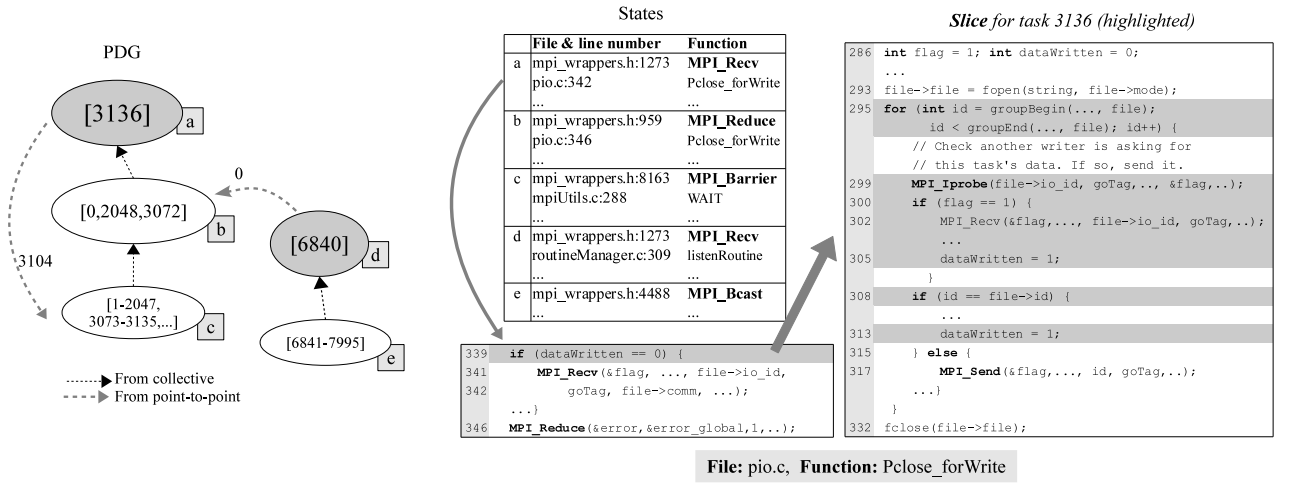 PDG
[3136]
a
[0,2048,3072]
b
0
[6840]
d
3104
[1-2047,
3073-3135,...]
c
[6841-7995]
e
From collective
From point-to-point
States
File & line number Function
a mpi_wrappers.h:1273 MPI_Recv
pio.c:342 Pclose_forWrite
... ...
b mpi_wrappers.h:959 MPI_Reduce
pio.c:346 Pclose_forWrite
... ...
c mpi_wrappers.h:8163 MPI_Barrier
mpiUtils.c:288 WAIT
... ...
d mpi_wrappers.h:1273 MPI_Recv
routineManager.c:309 listenRoutine
... ...
e mpi_wrappers.h:4488 MPI_Bcast
... ...
339 if (dataWritten == 0) {
341 MPI_Recv(&flag, ..., file->io_id,
342 goTag, file->comm, ...);
...}
346 MPI_Reduce(&error,&error_global,1,..);
Slice for task 3136 (highlighted)
286 int flag = 1; int dataWritten = 0;
...
293 file->file = fopen(string, file->mode);
295 for (int id = groupBegin(..., file);
id < groupEnd(..., file); id++) {
// Check another writer is asking for
// this task's data. If so, send it.
299 MPI_Iprobe(file->io_id, goTag,.., &flag,..);
300 if (flag == 1) {
302 MPI_Recv(&flag,..., file->io_id, goTag,..);
...
305 dataWritten = 1;
}
308 if (id == file->id) {
...
313 dataWritten = 1;
315 } else {
317 MPI_Send(&flag,..., id, goTag,..);
...}
}
332 fclose(file->file);
File: pio.c, Function: Pclose_forWrite